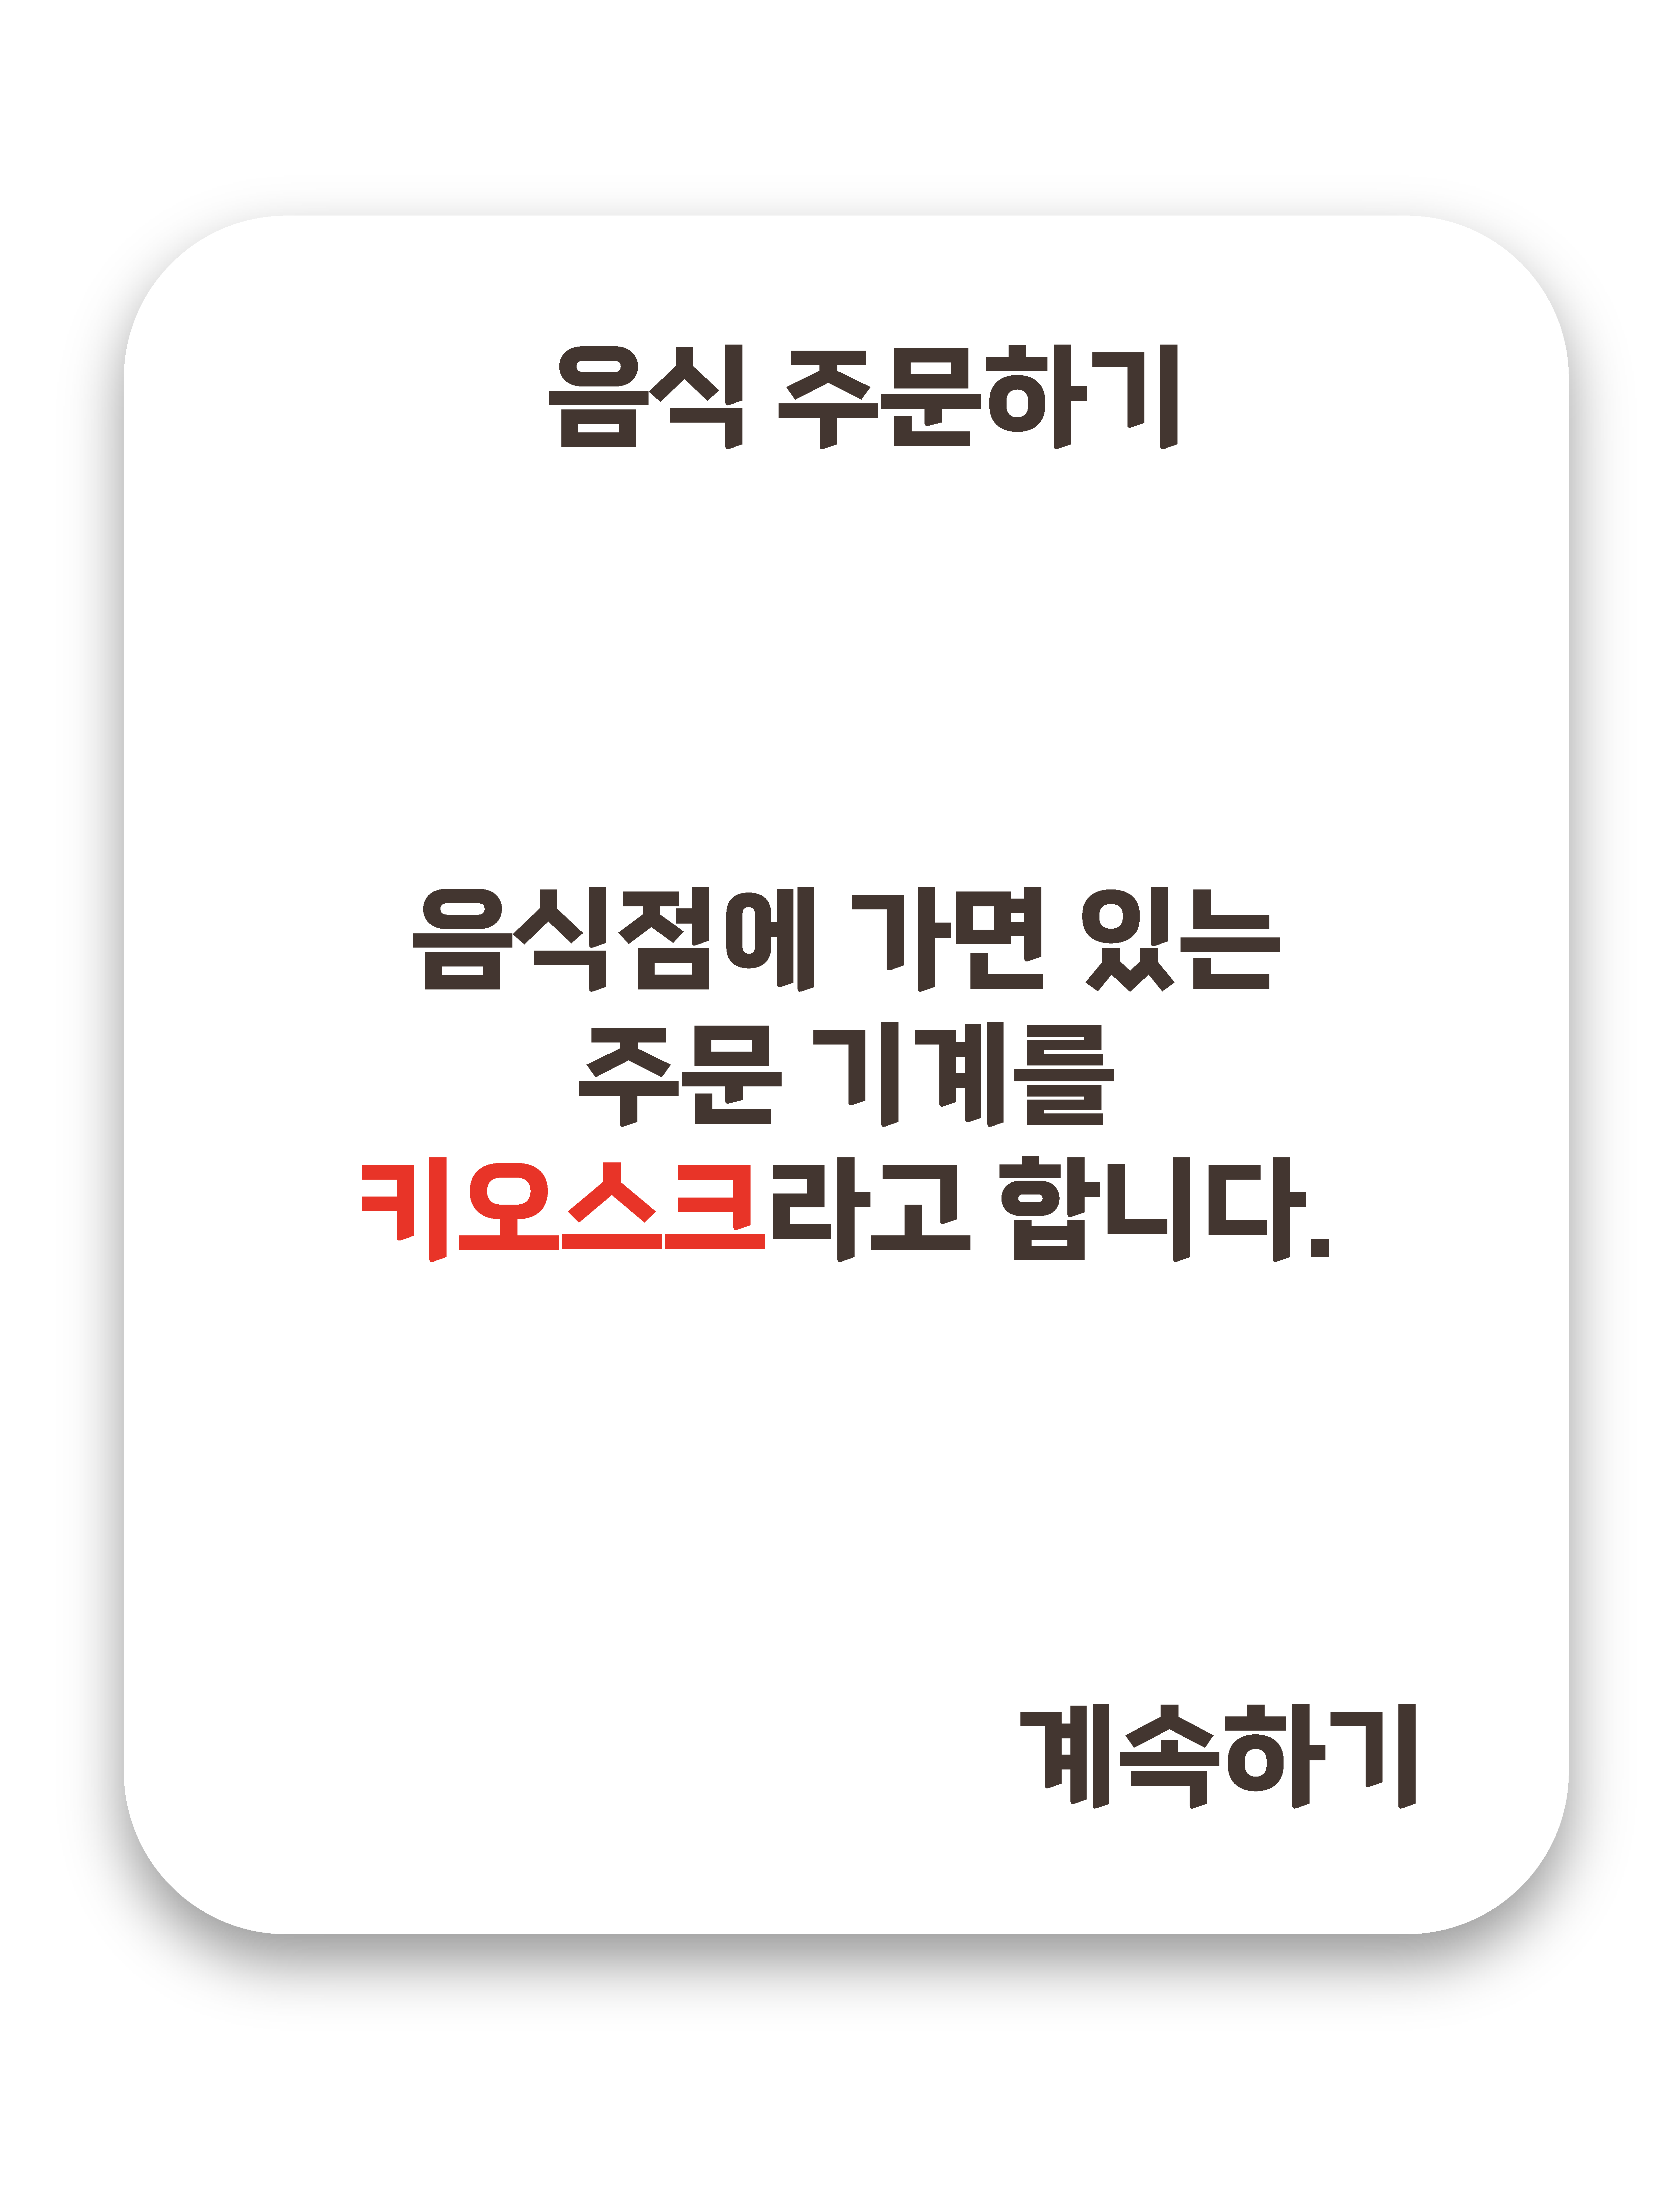 음식 주문하기
음식점에 가면 있는
주문 기계를
키오스크라고 합니다.
계속하기